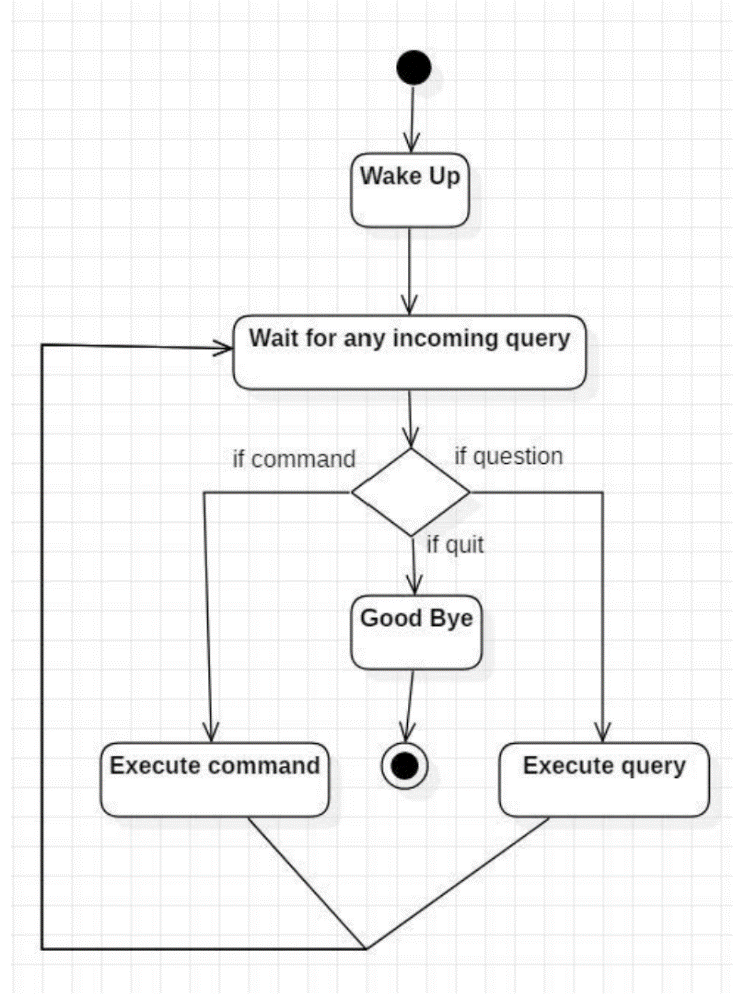 Wake Up
Wait for any incoming query
if command
if question
if quit
Good Bye
Execute command
Execute query